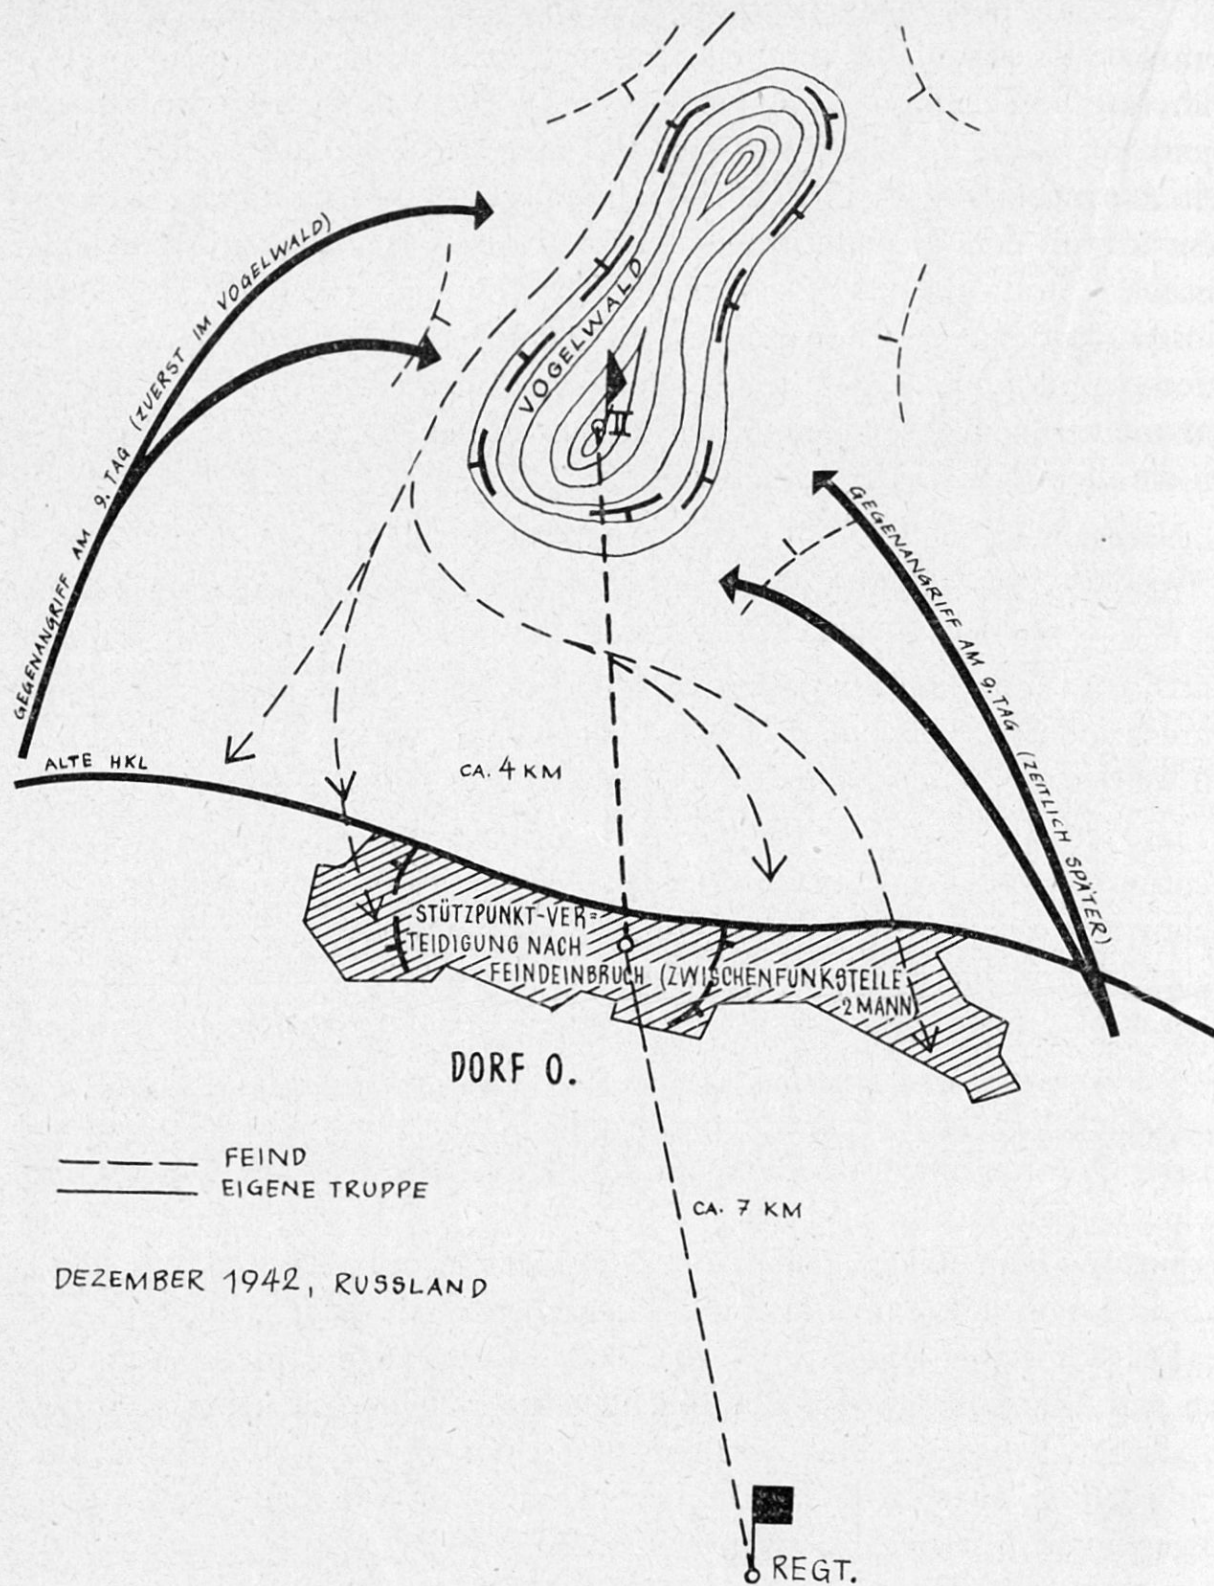 GEGENANGRIFF AM 9. TAG (ZUERST IM VOGELWALD)
VOGELWALD
II
GEGENANGRIFF AM 9. TAG (ZEITLICH SPÄTER)
ALTE HKL
CA. 4 KM
STÜTZPUNKT-VER=
TEIDIGUNG NACH
FEINDEINBRUCH (ZWISCHENFUNKSTELLE
2 MANN)
DORF O.
FEIND
EIGENE TRUPPE
CA. 7 KM
DEZEMBER 1942, RUSSLAND
REGT.